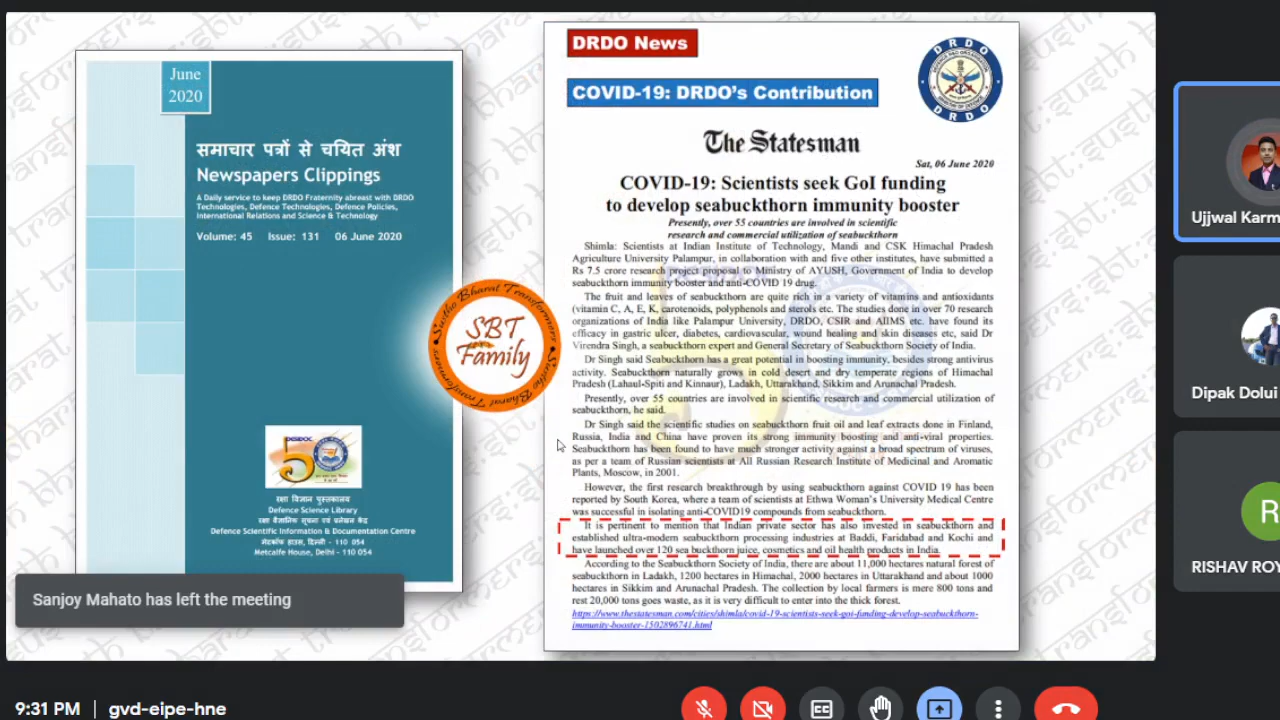 June
2020
समाचार पत्रों से चयित अंश
Newspapers Clippings
A Daily service to keep DRDO Fraternity abreast with DRDO
Technologies, Defence Technologies, Defence Policies,
International Relations and Science & Technology
Volume: 45 Issue: 131 06 June 2020
DESIDOC
50
रक्षा विज्ञान पुस्तकालय
Defence Science Library
रक्षा वैज्ञानिक सूचना एवं प्रलेखन केंद्र
Defence Scientific Information & Documentation Centre
मेटकॉफ हाउस, दिल्ली - 110 054
Metcalfe House, Delhi - 110 054
Sustho Bharat Transformers
SBT
Family
Sustho Bharat Transformers
DRDO News
COVID-19: DRDO's Contribution
DRDO
DRDO
The Statesman
Sat, 06 June 2020
COVID-19: Scientists seek GoI funding
to develop seabuckthorn immunity booster
Presently, over 55 countries are involved in scientific
research and commercial utilization of seabuckthorn
Shimla: Scientists at Indian Institute of Technology, Mandi and CSK Himachal Pradesh
Agriculture University Palampur, in collaboration with and five other institutes, have submitted a
Rs 7.5 crore research project proposal to Ministry of AYUSH, Government of India to develop
seabuckthorn immunity booster and anti-COVID 19 drug.
The fruit and leaves of seabuckthorn are quite rich in a variety of vitamins and antioxidants
(vitamin C, A, E, K, carotenoids, polyphenols and sterols etc. The studies done in over 70 research
organizations of India like Palampur University, DRDO, CSIR and AIIMS etc. have found its
efficacy in gastric ulcer, diabetes, cardiovascular, wound healing and skin diseases etc, said Dr
Virendra Singh, a seabuckthorn expert and General Secretary of Seabuckthorn Society of India.
Dr Singh said Seabuckthorn has a great potential in boosting immunity, besides strong antivirus
activity. Seabuckthorn naturally grows in cold desert and dry temperate regions of Himachal
Pradesh (Lahaul-Spiti and Kinnaur), Ladakh, Uttarakhand, Sikkim and Arunachal Pradesh.
Presently, over 55 countries are involved in scientific research and commercial utilization of
seabuckthorn, he said.
Dr Singh said the scientific studies on seabuckthorn fruit oil and leaf extracts done in Finland,
Russia, India and China have proven its strong immunity boosting and anti-viral properties.
Seabuckthorn has been found to have much stronger activity against a broad spectrum of viruses,
as per a team of Russian scientists at All Russian Research Institute of Medicinal and Aromatic
Plants, Moscow, in 2001.
However, the first research breakthrough by using seabuckthorn against COVID 19 has been
reported by South Korea, where a team of scientists at Ethwa Woman's University Medical Centre
was successful in isolating anti-COVID19 compounds from seabuckthorn.
It is pertinent to mention that Indian private sector has also invested in seabuckthorn and
established ultra-modern seabuckthorn processing industries at Baddi, Faridabad and Kochi and
have launched over 120 sea buckthorn juice, cosmetics and oil health products in India.
According to the Seabuckthorn Society of India, there are about 11,000 hectares natural forest of
seabuckthorn in Ladakh, 1200 hectares in Himachal, 2000 hectares in Uttarakhand and about 1000
hectares in Sikkim and Arunachal Pradesh. The collection by local farmers is mere 800 tons and
rest 20,000 tons goes waste, as it is very difficult to enter into the thick forest.
https://www.thestatesman.com/cities/shimla/covid-19-scientists-seek-goi-funding-develop-seabuckthorn-
immunity-booster-1502896741.html
Sanjoy Mahato has left the meeting
Ujjwal Karm
Dipak Dolui
R
RISHAV ROY
9:31 PM | gvd-eipe-hne
CC